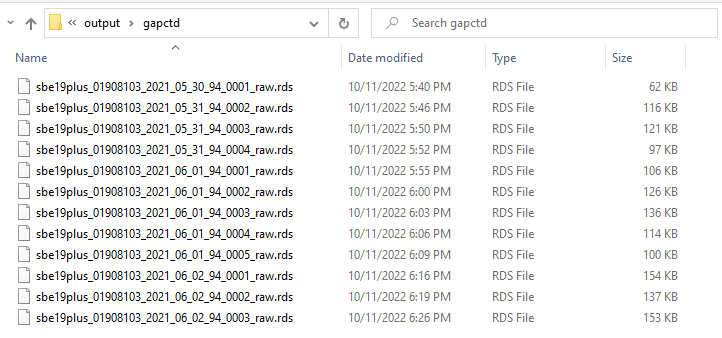 « output › gapctd Search gapctd
Name Date modified Type Size
sbe19plus_01908103_2021_05_30_94_0001_raw.rds 10/11/2022 5:40 PM RDS File 62 KB
sbe19plus_01908103_2021_05_31_94_0002_raw.rds 10/11/2022 5:46 PM RDS File 116 KB
sbe19plus_01908103_2021_05_31_94_0003_raw.rds 10/11/2022 5:50 PM RDS File 121 KB
sbe19plus_01908103_2021_05_31_94_0004_raw.rds 10/11/2022 5:52 PM RDS File 97 KB
sbe19plus_01908103_2021_06_01_94_0001_raw.rds 10/11/2022 5:55 PM RDS File 106 KB
sbe19plus_01908103_2021_06_01_94_0002_raw.rds 10/11/2022 6:00 PM RDS File 126 KB
sbe19plus_01908103_2021_06_01_94_0003_raw.rds 10/11/2022 6:03 PM RDS File 136 KB
sbe19plus_01908103_2021_06_01_94_0004_raw.rds 10/11/2022 6:06 PM RDS File 114 KB
sbe19plus_01908103_2021_06_01_94_0005_raw.rds 10/11/2022 6:09 PM RDS File 100 KB
sbe19plus_01908103_2021_06_02_94_0001_raw.rds 10/11/2022 6:16 PM RDS File 154 KB
sbe19plus_01908103_2021_06_02_94_0002_raw.rds 10/11/2022 6:19 PM RDS File 137 KB
sbe19plus_01908103_2021_06_02_94_0003_raw.rds 10/11/2022 6:26 PM RDS File 153 KB